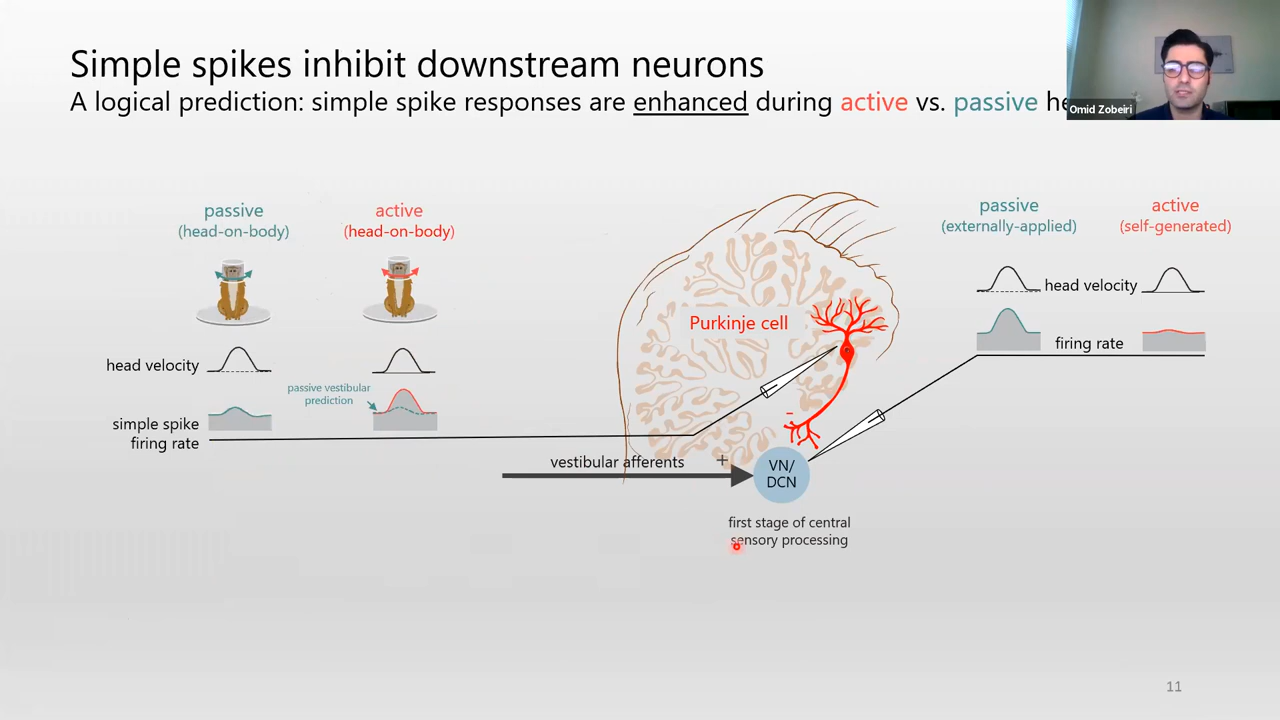 Simple spikes inhibit downstream neurons
A logical prediction: simple spike responses are enhanced during active vs. passive
Omid Zobeiri
passive
(head-on-body)
active
(head-on-body)
head velocity
passive vestibular
prediction
simple spike
firing rate
Purkinje cell
-
vestibular afferents +
VN/
DCN
first stage of central
sensory processing
passive
(externally-applied)
active
(self-generated)
head velocity
firing rate
11